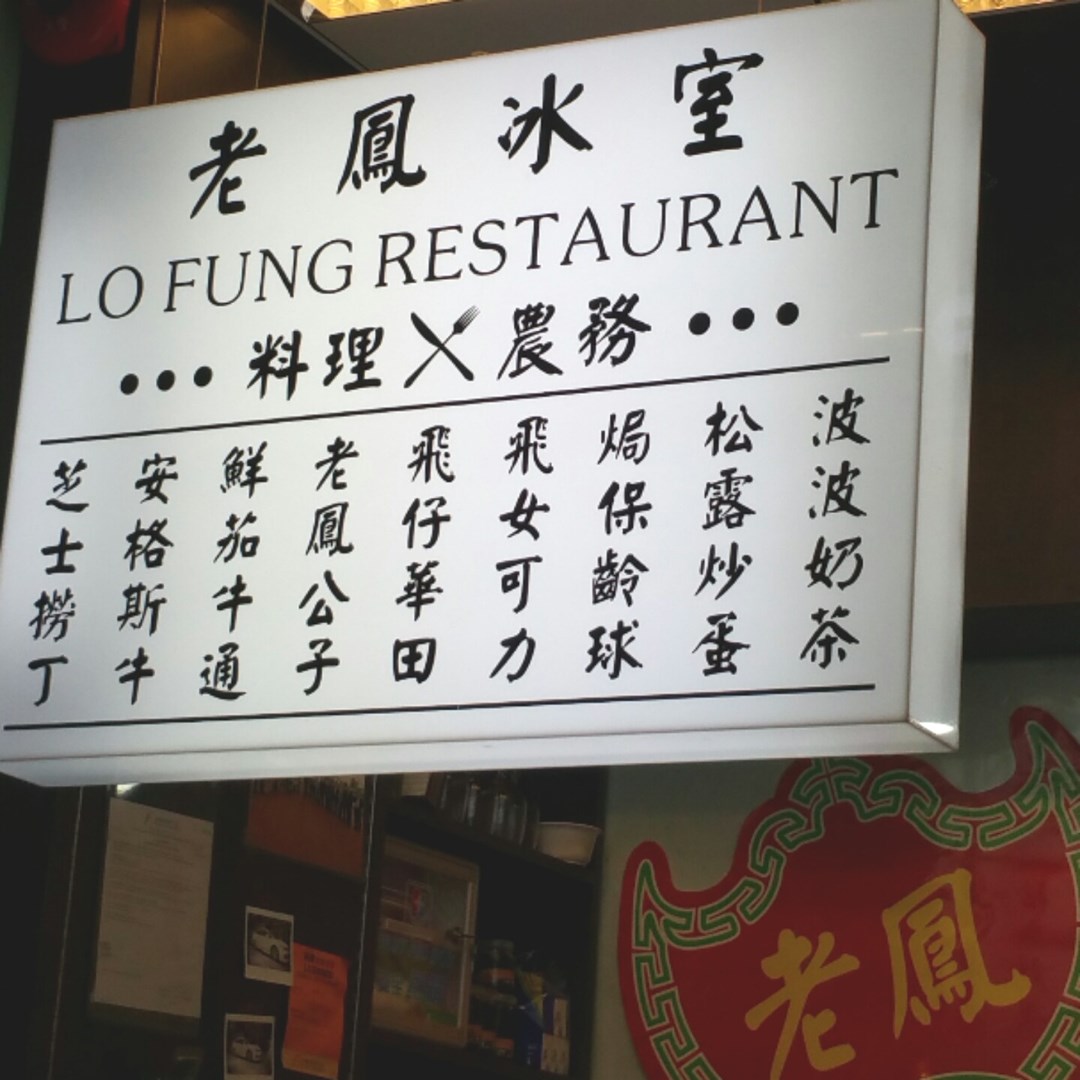 老鳳冰室
LO FUNG RESTAURANT
•••料理農務•••
波波奶茶
松露炒蛋
焗保齡球
飛女可力
飛仔華田
老鳳公子
鮮茄牛通
安格斯牛
芝士撈丁
老鳳